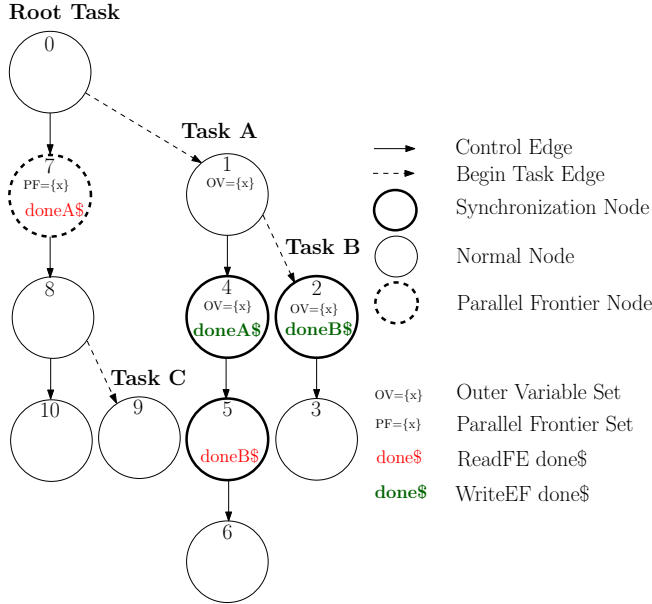 Root Task
0
Task A
1
OV={x}
7
PF={x}
doneA$
Task B
8
4
OV={x}
doneA$
2
OV={x}
doneB$
Task C
10
9
5
doneB$
3
6
Control Edge
Begin Task Edge
Synchronization Node
Normal Node
Parallel Frontier Node
OV={x} Outer Variable Set
PF={x} Parallel Frontier Set
done$ ReadFE done$
done$ WriteEF done$